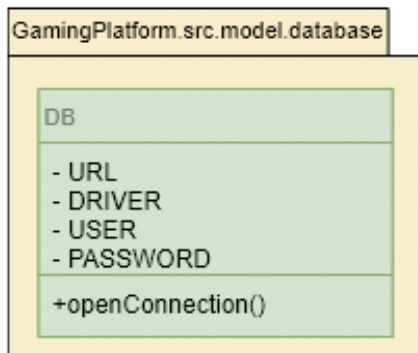 GamingPlatform.src.model.database
DB
- URL
- DRIVER
- USER
- PASSWORD
+openConnection()